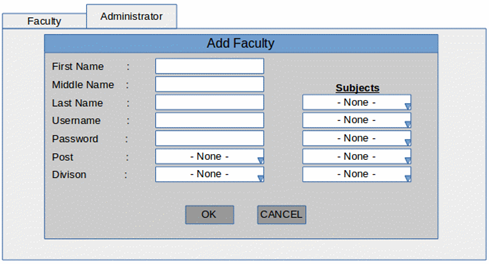 Faculty
Administrator
Add Faculty
First Name :
Middle Name :
Last Name :
Username :
Password :
Post : - None -
Divison : - None -
Subjects
- None -
- None -
- None -
- None -
- None -
OK
CANCEL